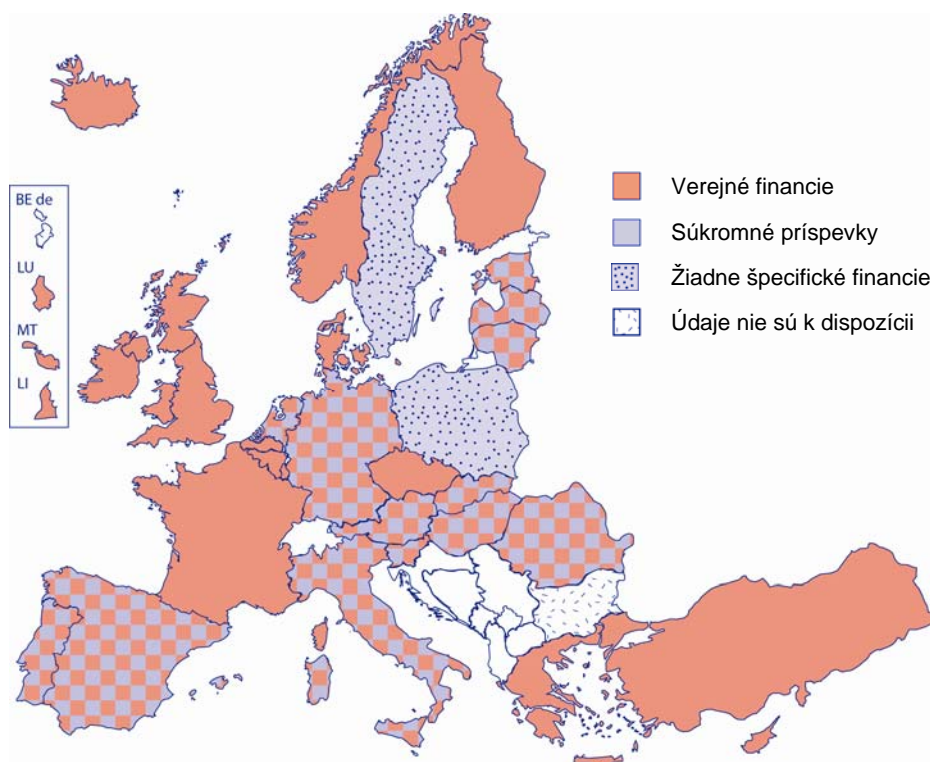 BE de
LU
MT
LI
Verejné financie
Súkromné príspevky
Žiadne špecifické financie
Údaje nie sú k dispozícii